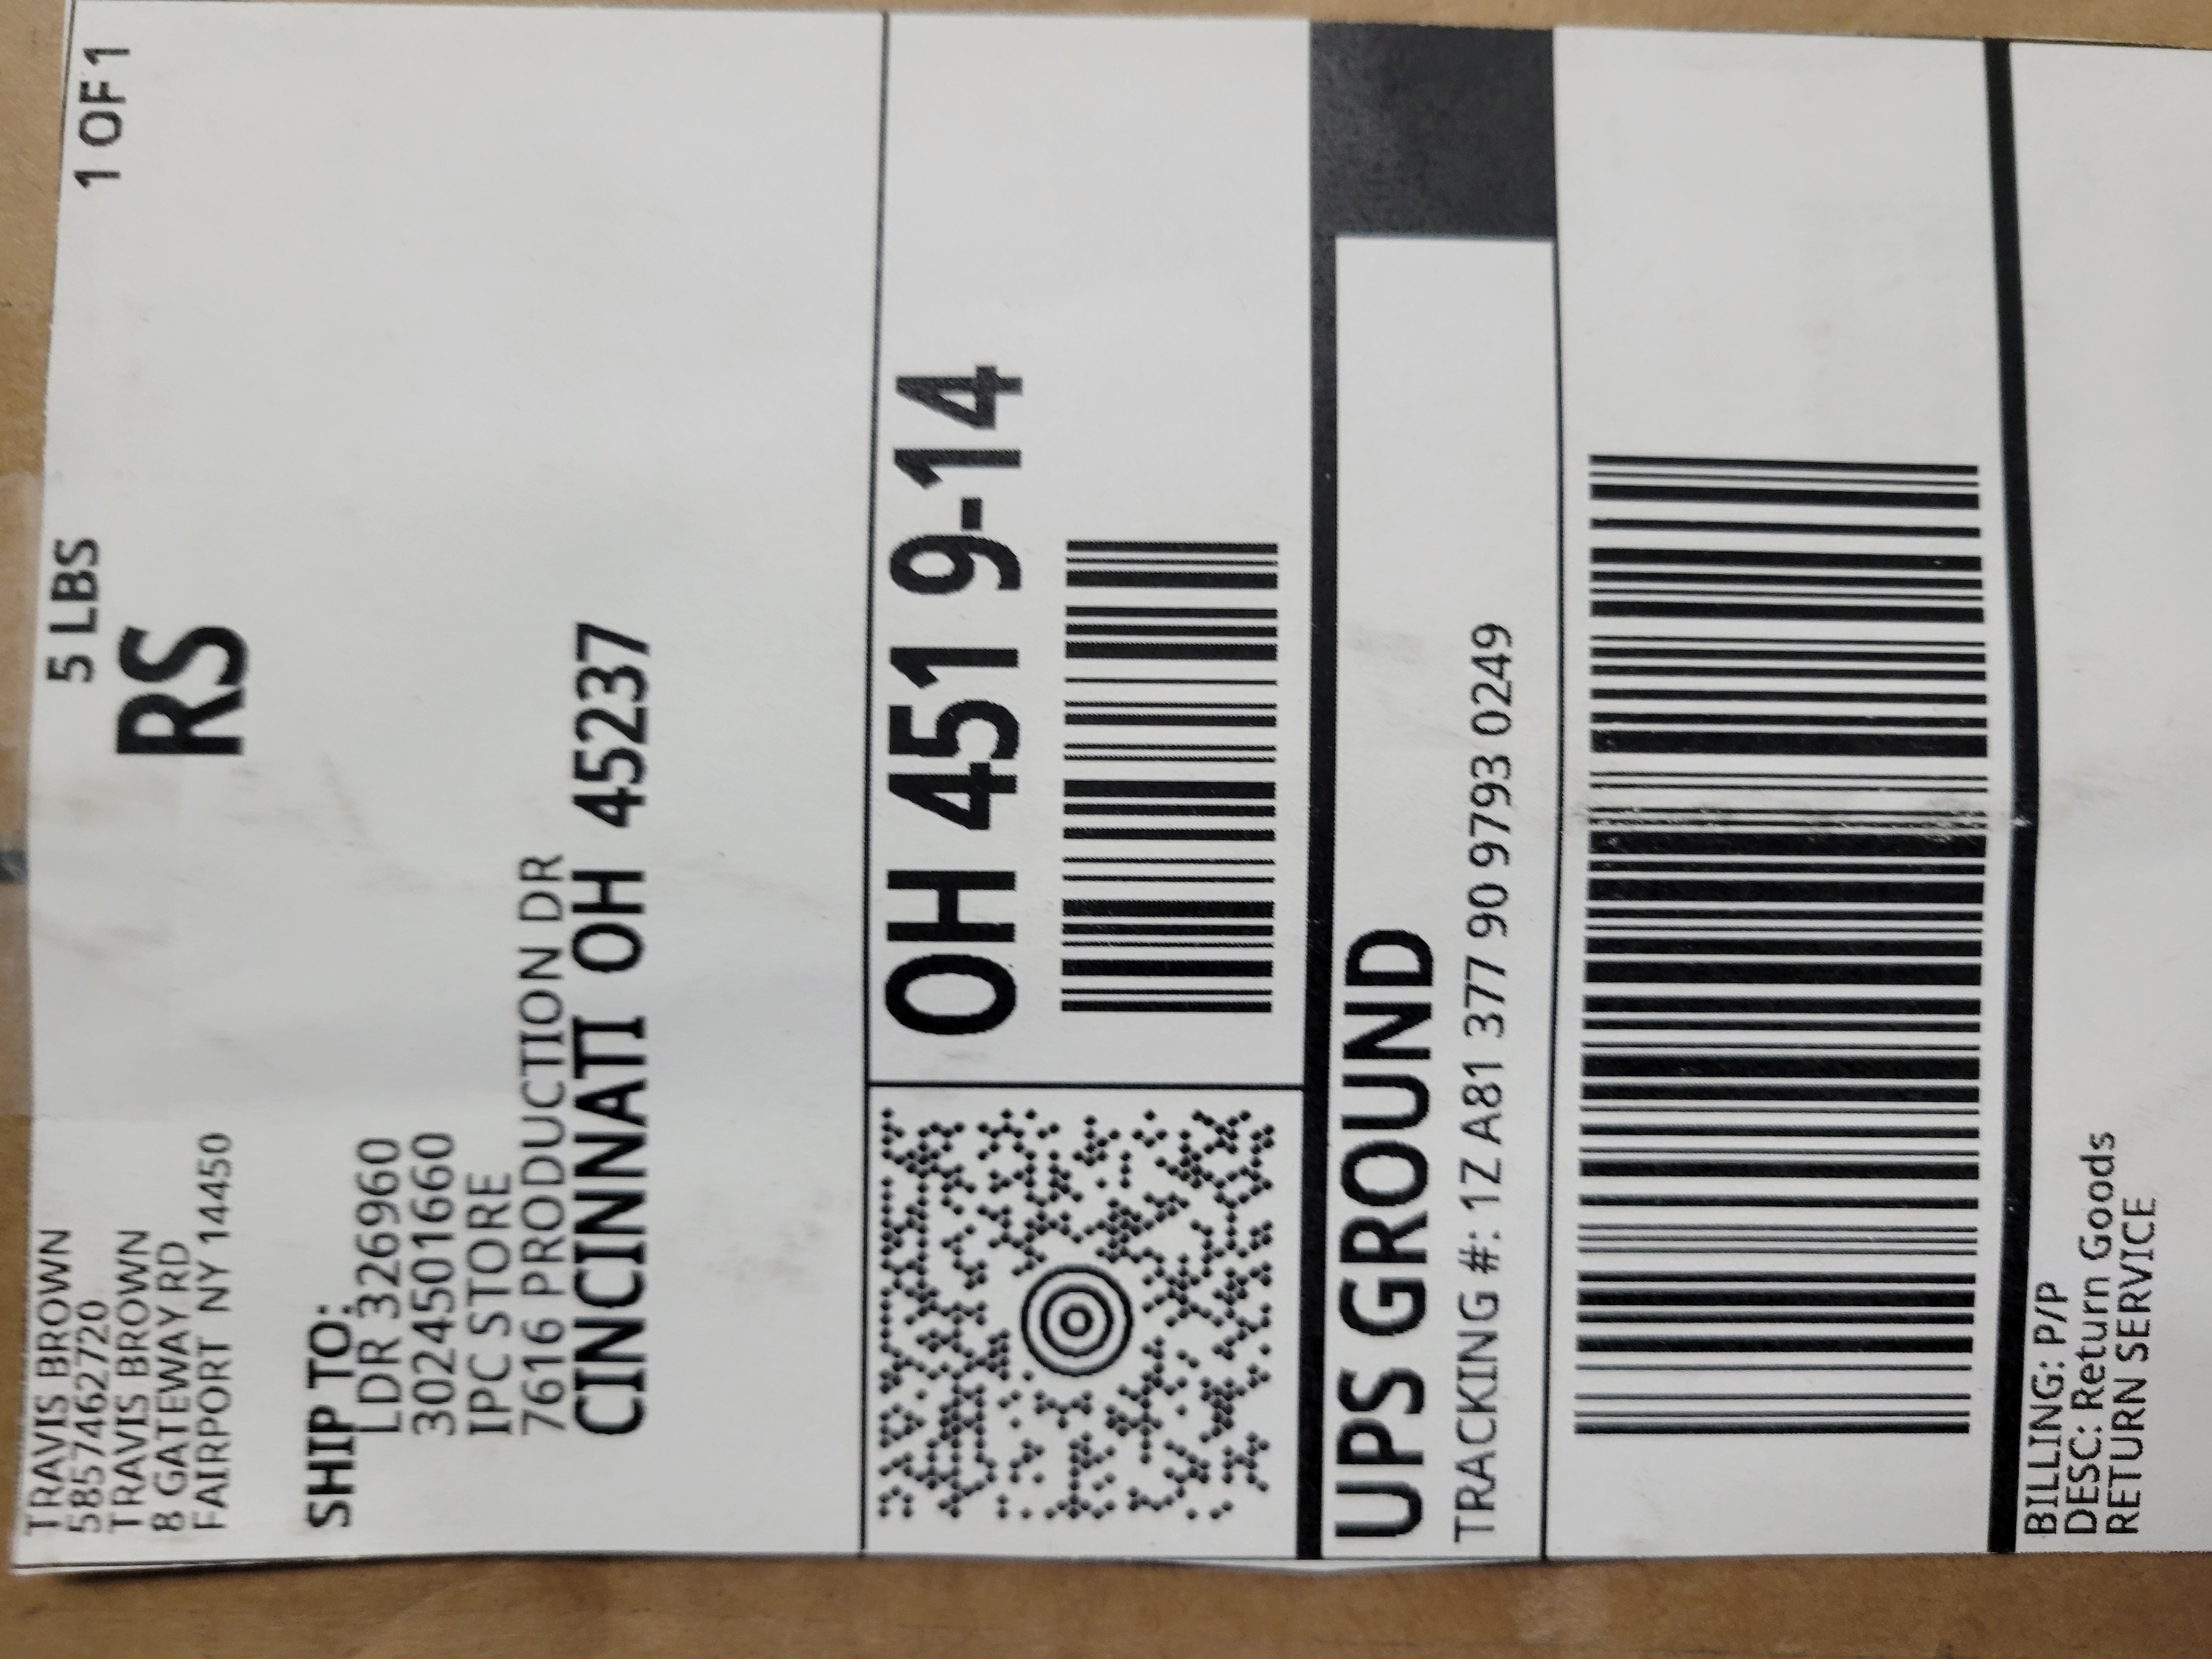 TRAVIS BROWN
5857462720
TRAVIS BROWN
8 GATEWAY RD
FAIRPORT NY 14450
5 LBS
1 OF 1
RS
SHIP TO:
LDR 326960
3024501660
IPC STORE
7616 PRODUCTION DR
CINCINNATI OH 45237
OH 451 9-14
UPS GROUND
TRACKING #: 1Z A81 377 90 9793 0249
BILLING: P/P
DESC: Return Goods
RETURN SERVICE